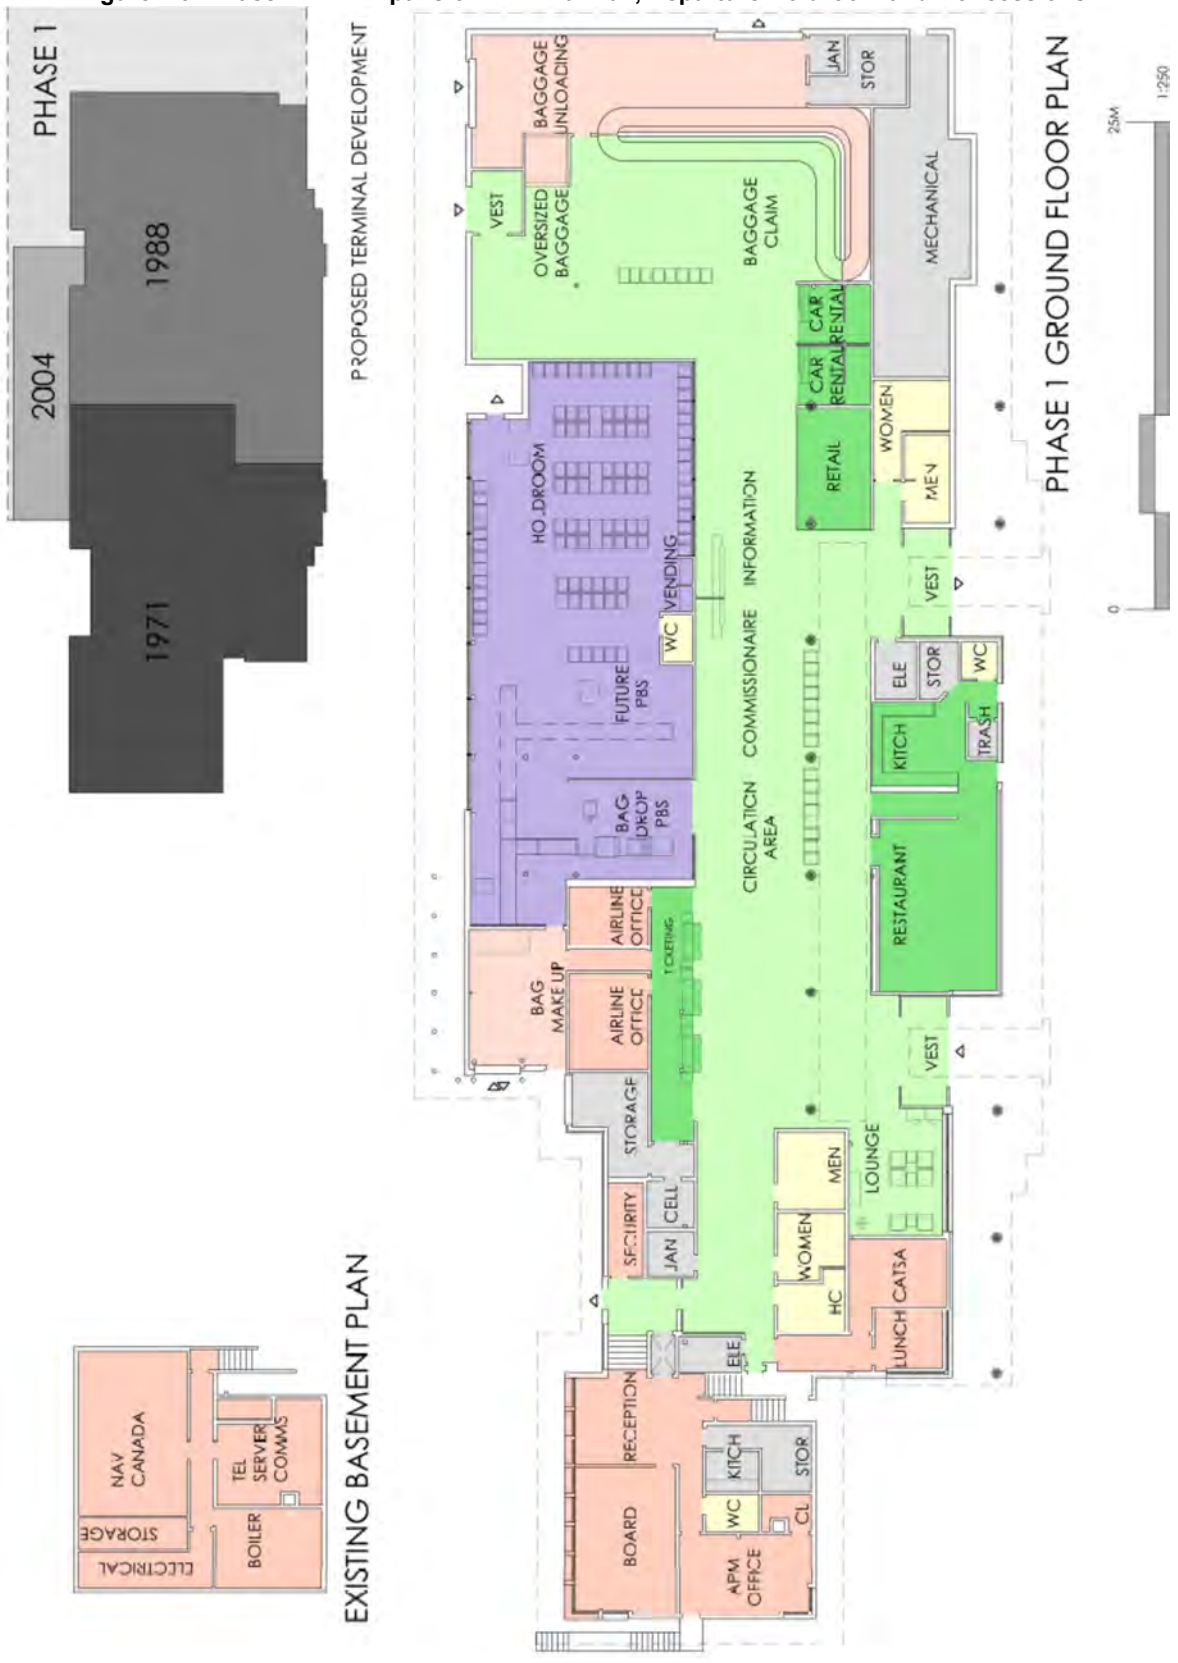 PHASE 1
2004
1988
1971
PROPOSED TERMINAL DEVELOPMENT
NAV
CANADA
TEL
SERVER
COMMS
STORAGE
ELECTRICAL
BOILER
EXISTING BASEMENT PLAN
BAGGAGE
UNLOADING
JAN
STOR
VEST
OVERSIZED
BAGGAGE
BAGGAGE
CLAIM
MECHANICAL
CAR
RENTAL
CAR
RENTAL
RETAIL
WOMEN
MEN
HOLDROOM
VENDING
WC
FUTURE
PBS
BAG
DROP
PBS
INFORMATION
COMMISSIONAIRE
CIRCULATION
AREA
VEST
ELE
STOR
WC
KITCH
TRASH
RESTAURANT
AIRLINE
OFFICE
TICKETING
BAG
MAKE UP
AIRLINE
OFFICE
VEST
STORAGE
MEN
LOUNGE
SECURITY
CELL
JAN
WOMEN
HC
CATSA
LUNCH
ELE
RECEPTION
KITCH
STOR
BOARD
WC
CL
APM
OFFICE
PHASE 1 GROUND FLOOR PLAN
0
25M
1:250